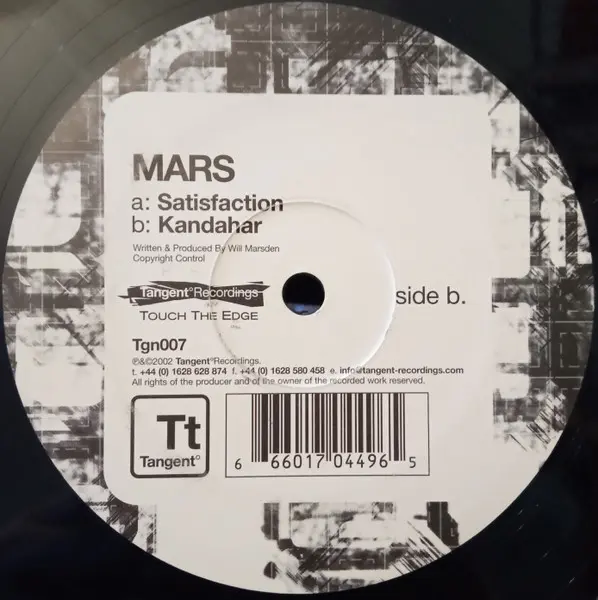 MARS
a: Satisfaction
b: Kandahar
Written & Produced By Will Marsden
Copyright Control
Tangent° Recordings
side b.
TOUCH THE EDGE
Tgn007
℗&©2002 Tangent°Recordings.
t. +44 (0) 1628 628 874 f. +44 (0) 1628 580 458 e. info@tangent-recordings.com
All rights of the producer and of the owner of the recorded work reserved.
Tt
Tangent°
6 66017 04496 5